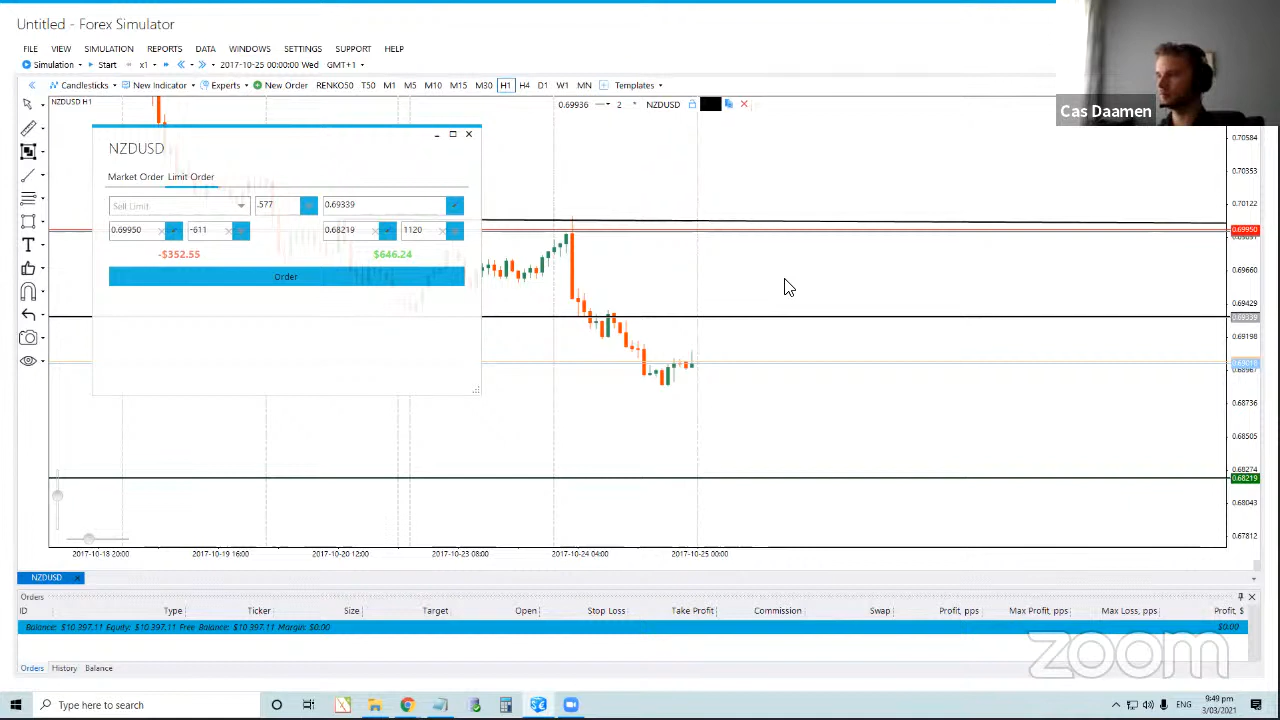 Untitled - Forex Simulator
FILE VIEW SIMULATION REPORTS DATA WINDOWS SETTINGS SUPPORT HELP
Simulation Start x1 2017-10-25 00:00:00 Wed GMT+1
Candlesticks New Indicator Experts New Order RENKO50 T50 M1 M5 M10 M15 M30 H1 H4 D1 W1 MN Templates
NZDUSD H1
0.69936 2 NZDUSD
Cas Daamen
NZDUSD
Market Order Limit Order
Sell Limit .577 0.69339
0.69950 -611 0.68219 1120
-$352.55 $646.24
Order
0.70584
0.70353
0.70122
0.69950
0.69891
0.69660
0.69429
0.69339
0.69198
0.69018
0.68967
0.68736
0.68505
0.68274
0.68219
0.68043
0.67812
2017-10-18 20:00 2017-10-19 16:00 2017-10-20 12:00 2017-10-23 08:00 2017-10-24 04:00 2017-10-25 00:00
NZDUSD
Orders
ID Type Ticker Size Target Open Stop Loss Take Profit Commission Swap Profit, pps Max Profit, pps Max Loss, pps Profit, $
Balance: $10 397.11 Equity: $10 397.11 Free Balance: $10 397.11 Margin: $0.00 $0.00
Orders History Balance
zoom
Type here to search
ENG
9:49 pm
3/03/2021